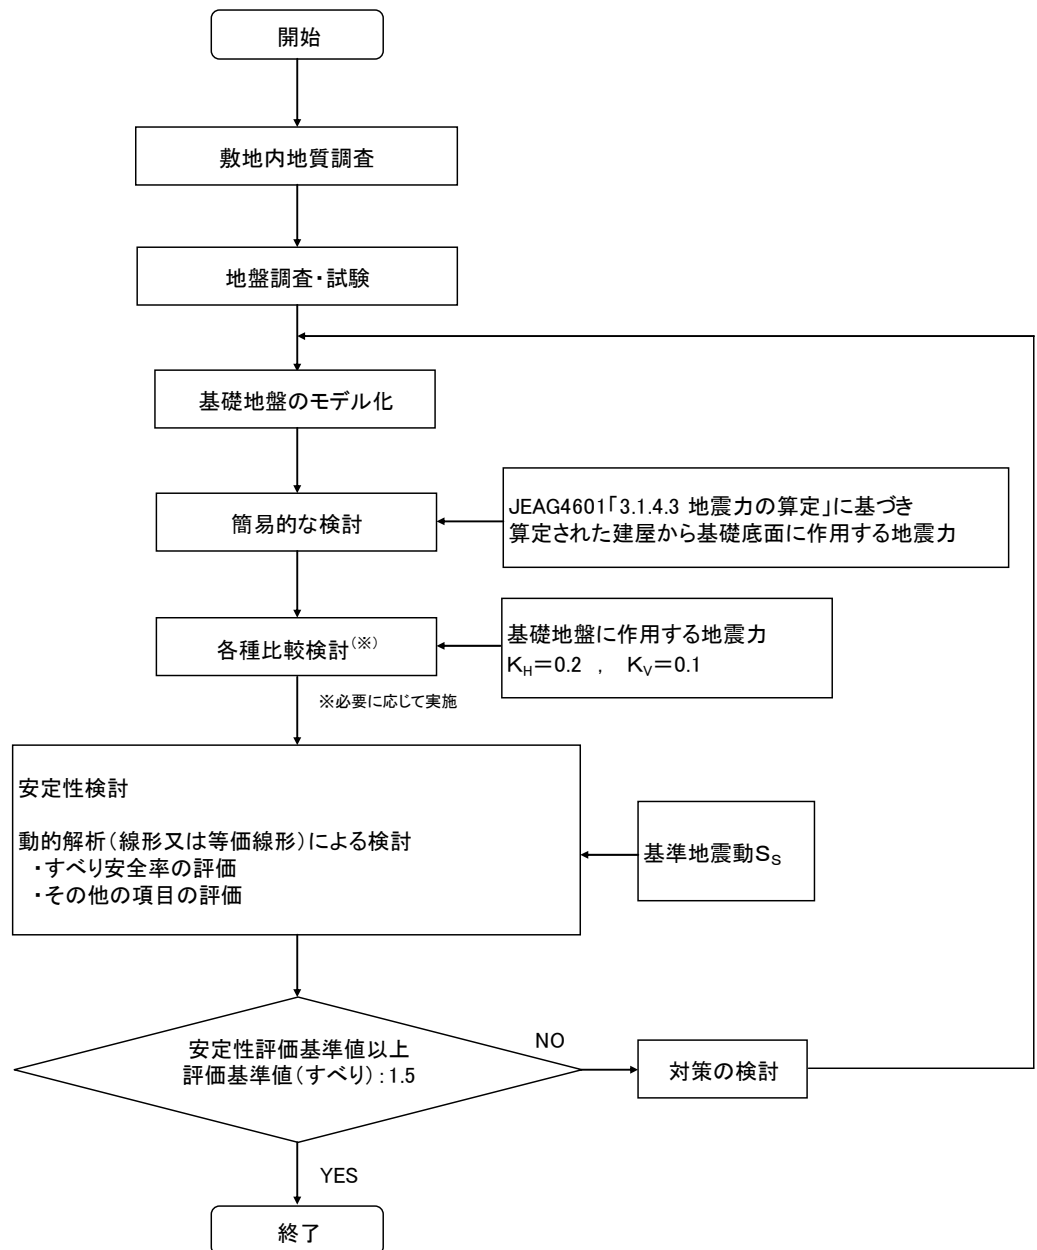 開始
敷地内地質調査
地盤調査・試験
基礎地盤のモデル化
簡易的な検討
JEAG4601「3.1.4.3 地震力の算定」に基づき
算定された建屋から基礎底面に作用する地震力
各種比較検討(※)
基礎地盤に作用する地震力
KH=0.2 , KV=0.1
※必要に応じて実施
安定性検討
動的解析(線形又は等価線形)による検討
・すべり安全率の評価
・その他の項目の評価
基準地震動SS
安定性評価基準値以上
評価基準値(すべり):1.5
NO
対策の検討
YES
終了